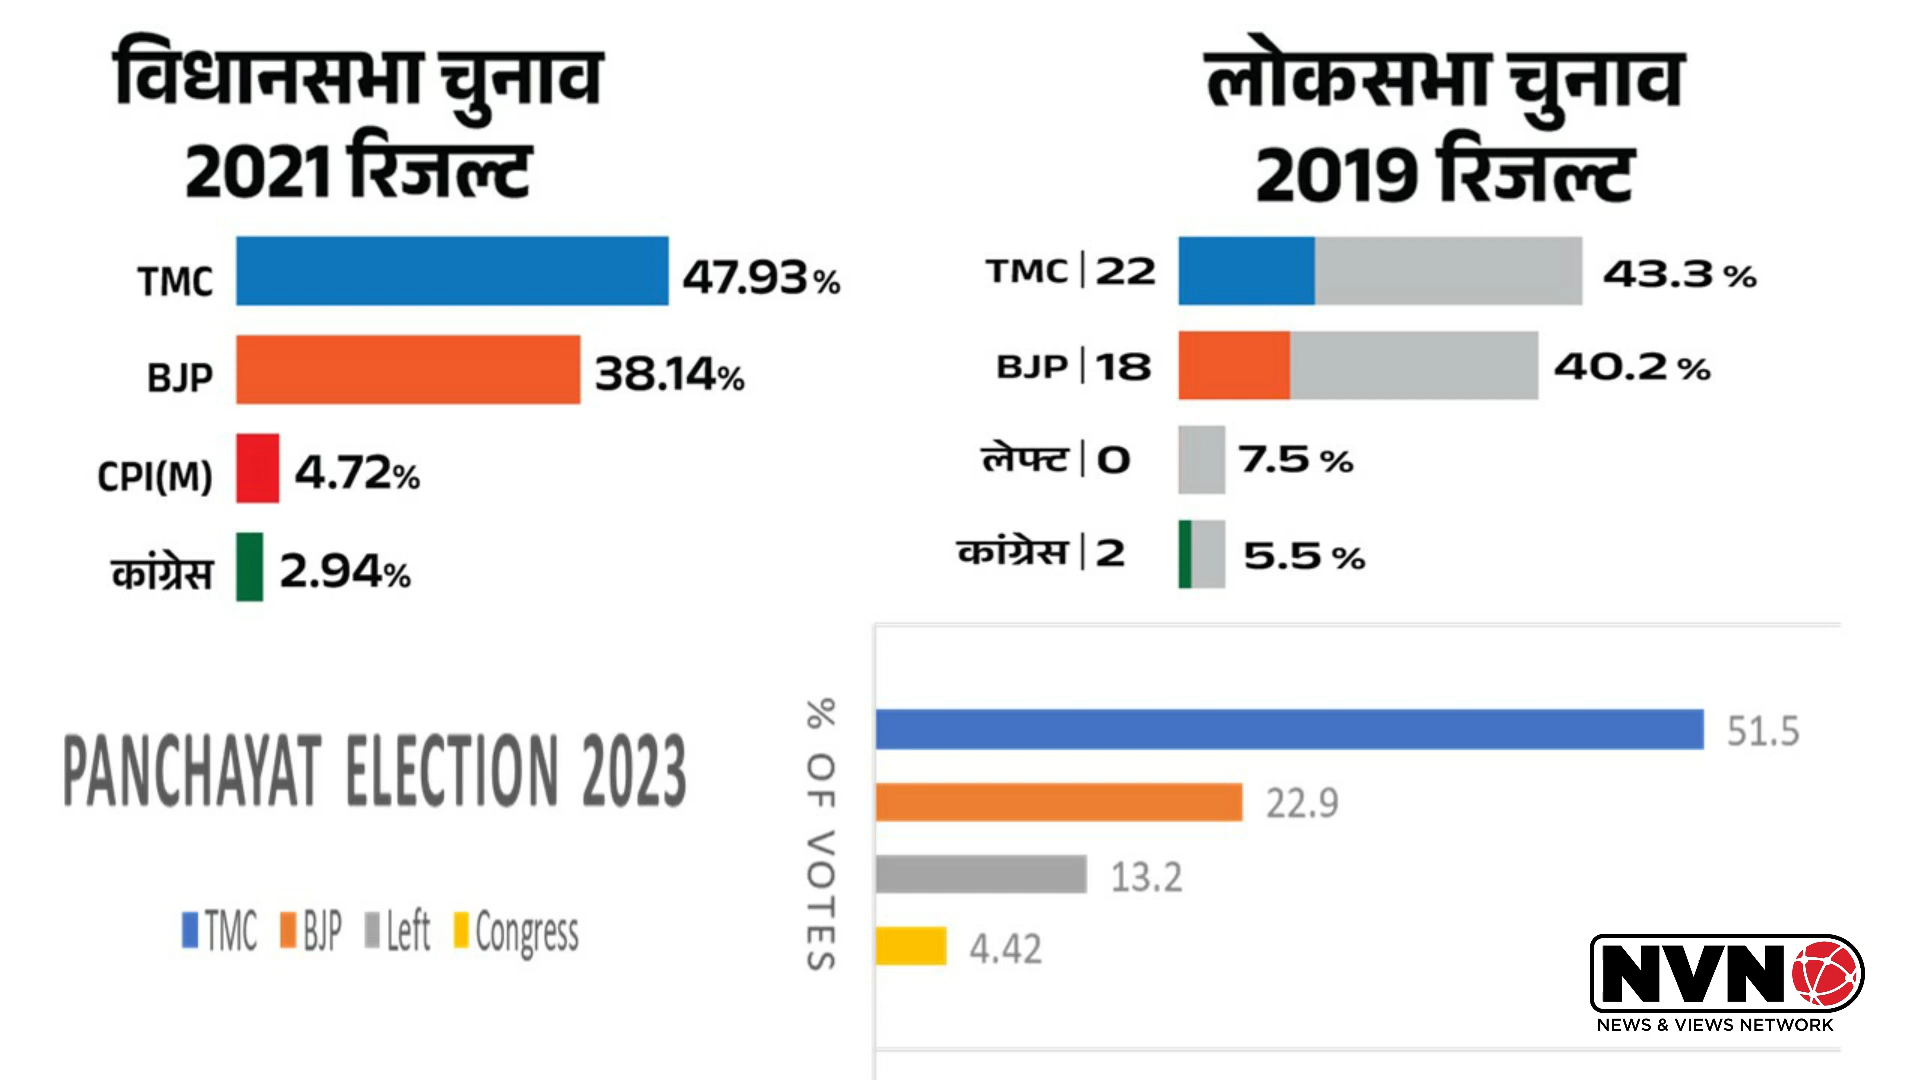 विधानसभा चुनाव
2021 रिजल्ट
TMC 47.93%
BJP 38.14%
CPI(M) 4.72%
कांग्रेस 2.94%
लोकसभा चुनाव
2019 रिजल्ट
TMC | 22 43.3 %
BJP | 18 40.2 %
लेफ्ट | 0 7.5 %
कांग्रेस | 2 5.5 %
PANCHAYAT ELECTION 2023
TMC BJP Left Congress
% OF VOTES
51.5
22.9
13.2
4.42
NVN
NEWS & VIEWS NETWORK